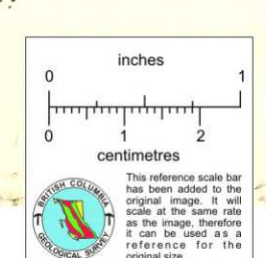 inches
0 1
0 1 2
centimetres
This reference scale bar
has been added to the
original image. It will
scale at the same rate
as the image, therefore
it can be used as a
reference for the
original size
BRITISH COLUMBIA
GEOLOGICAL SURVEY